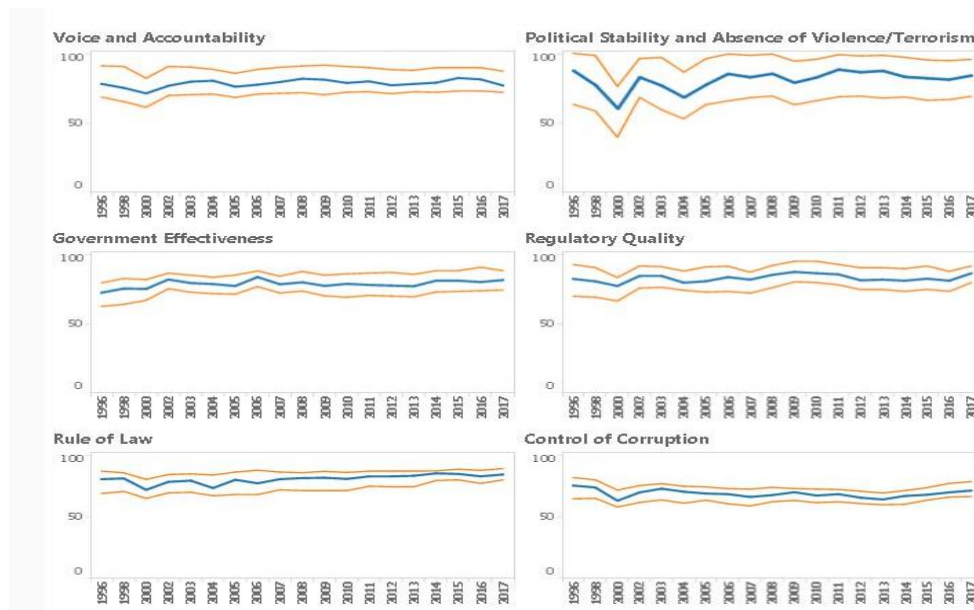 Voice and Accountability
100
50
0
1996 1998 2000 2002 2003 2004 2005 2006 2007 2008 2009 2010 2011 2012 2013 2014 2015 2016 2017
Political Stability and Absence of Violence/Terrorism
100
50
0
1996 1998 2000 2002 2003 2004 2005 2006 2007 2008 2009 2010 2011 2012 2013 2014 2015 2016 2017
Government Effectiveness
100
50
0
1996 1998 2000 2002 2003 2004 2005 2006 2007 2008 2009 2010 2011 2012 2013 2014 2015 2016 2017
Regulatory Quality
100
50
0
1996 1998 2000 2002 2003 2004 2005 2006 2007 2008 2009 2010 2011 2012 2013 2014 2015 2016 2017
Rule of Law
100
50
0
1996 1998 2000 2002 2003 2004 2005 2006 2007 2008 2009 2010 2011 2012 2013 2014 2015 2016 2017
Control of Corruption
100
50
0
1996 1998 2000 2002 2003 2004 2005 2006 2007 2008 2009 2010 2011 2012 2013 2014 2015 2016 2017